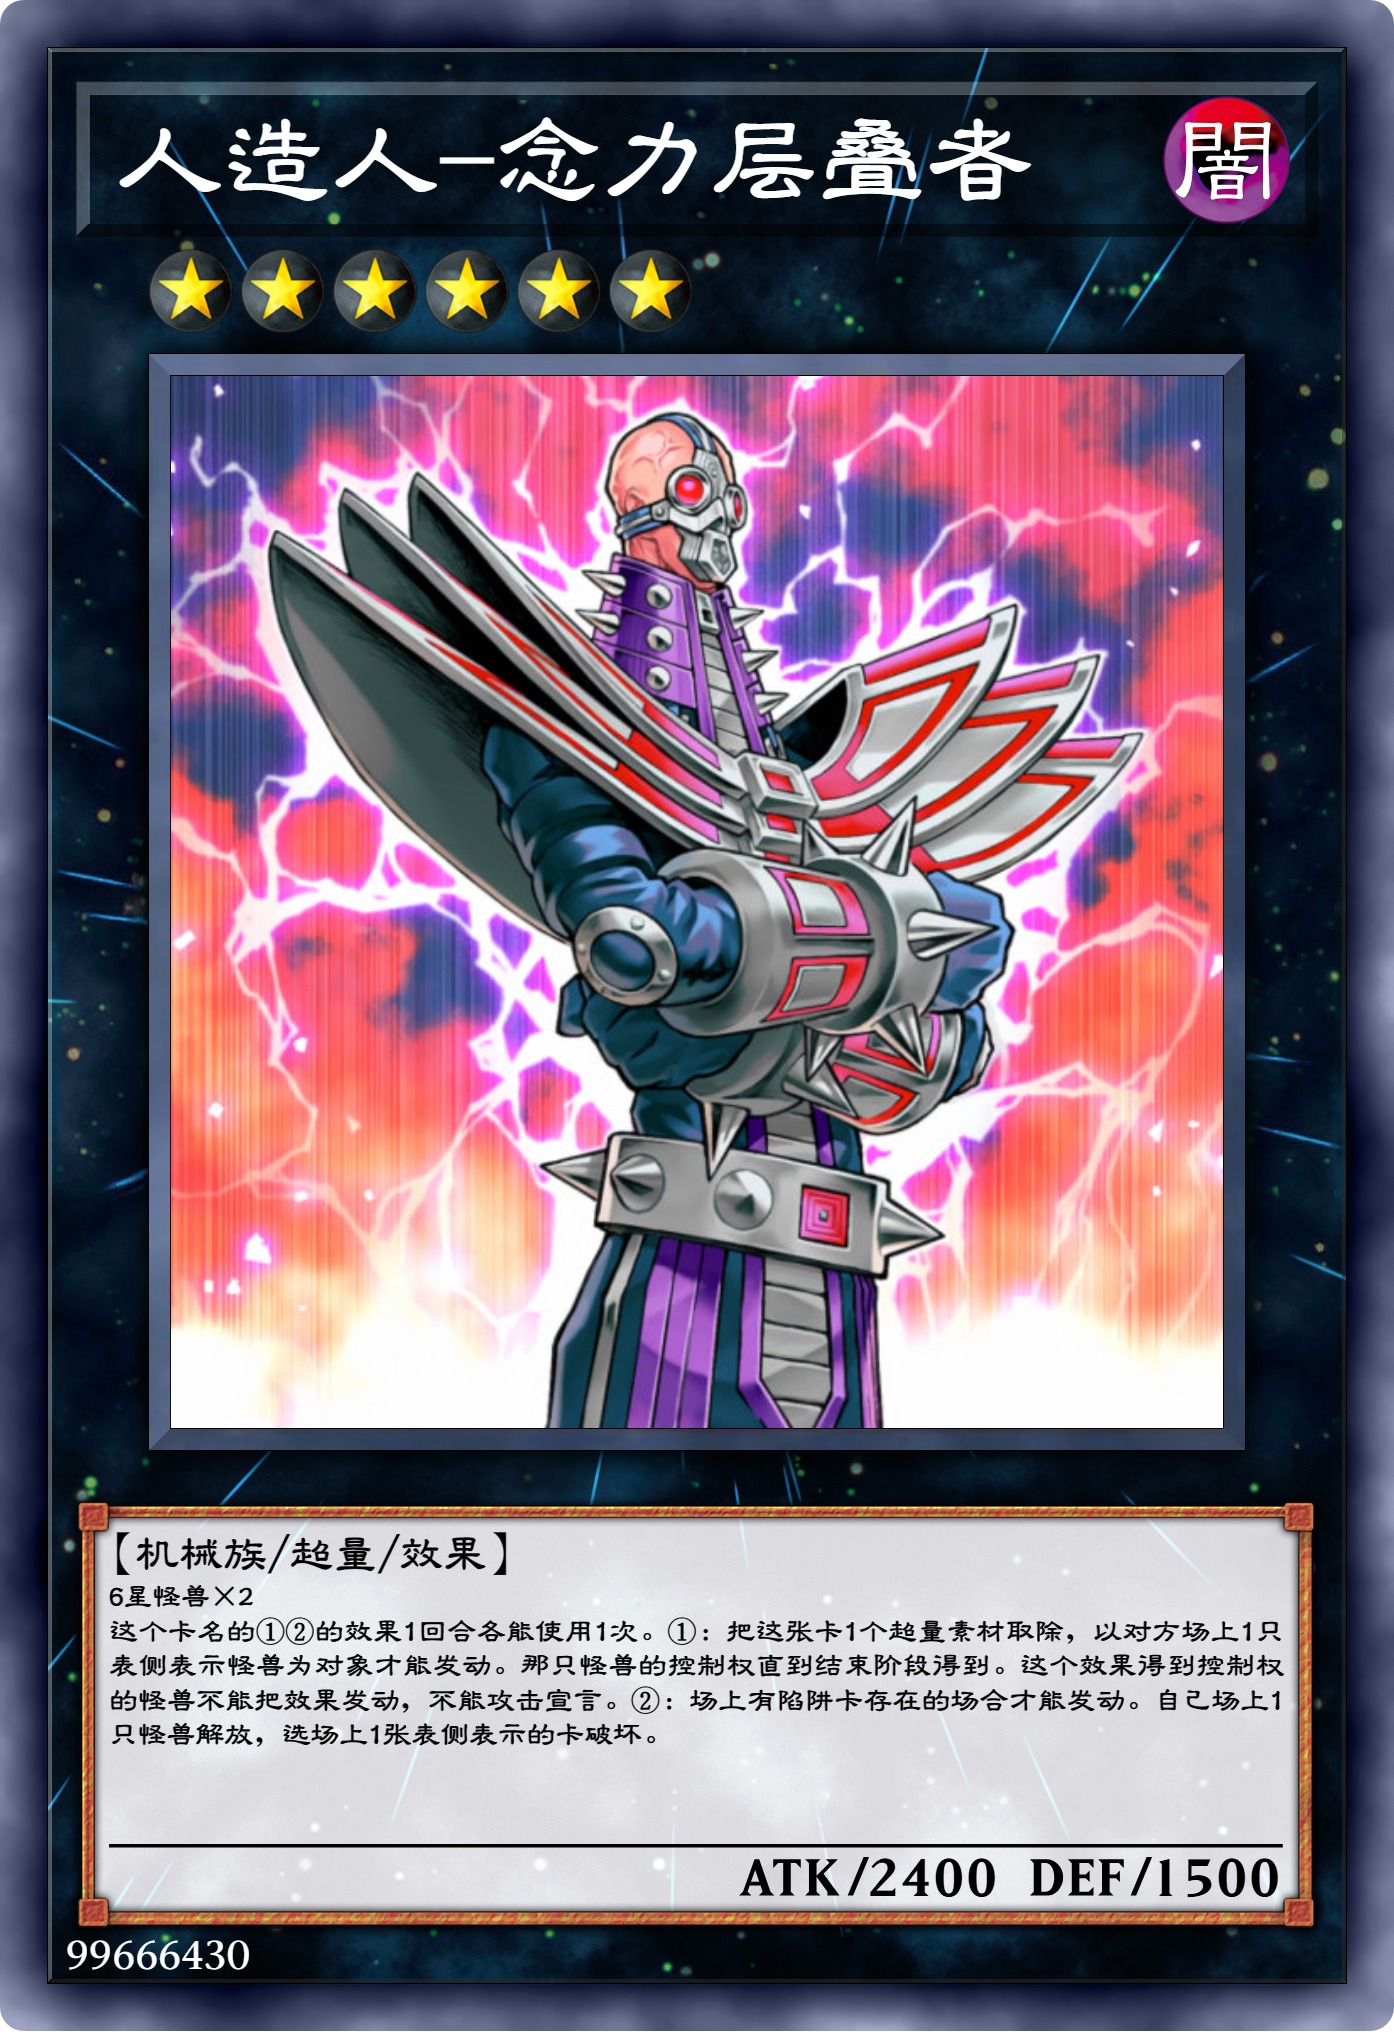 人造人-念力层叠者
闇
【机械族/超量/效果】
6星怪兽×2
这个卡名的①②的效果1回合各能使用1次。①：把这张卡1个超量素材取除，以对方场上1只
表侧表示怪兽为对象才能发动。那只怪兽的控制权直到结束阶段得到。这个效果得到控制权
的怪兽不能把效果发动，不能攻击宣言。②：场上有陷阱卡存在的场合才能发动。自己场上1
只怪兽解放，选场上1张表侧表示的卡破坏。
ATK/2400 DEF/1500
99666430